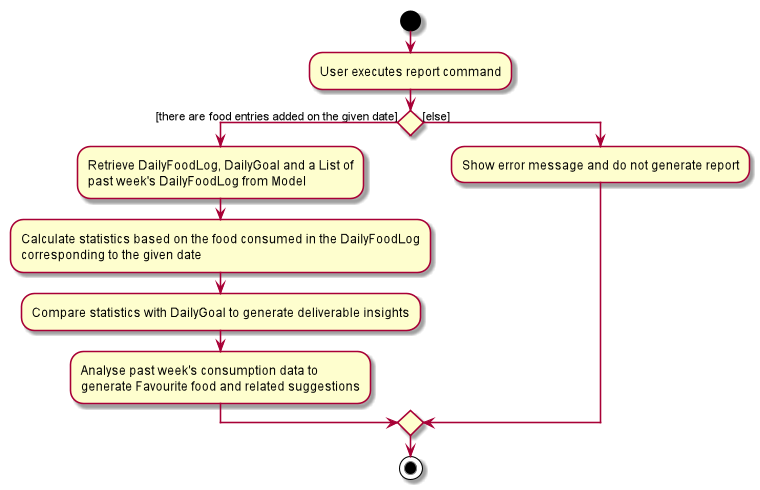 User executes report command
[there are food entries added on the given date]
[else]
Retrieve DailyFoodLog, DailyGoal and a List of
past week's DailyFoodLog from Model
Show error message and do not generate report
Calculate statistics based on the food consumed in the DailyFoodLog
corresponding to the given date
Compare statistics with DailyGoal to generate deliverable insights
Analyse past week's consumption data to
generate Favourite food and related suggestions